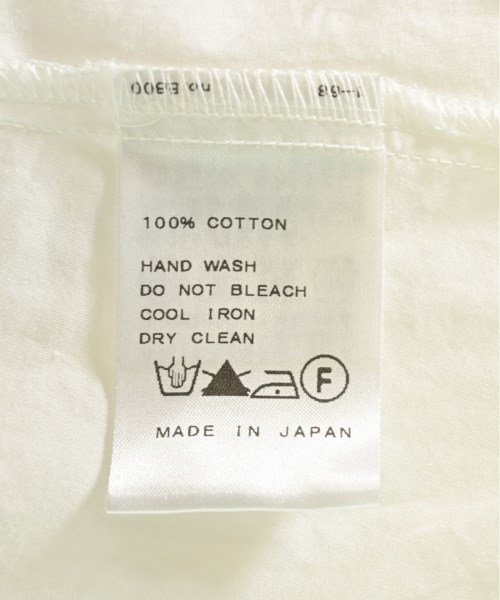 100% COTTON
HAND WASH
DO NOT BLEACH
COOL IRON
DRY CLEAN
F
MADE IN JAPAN